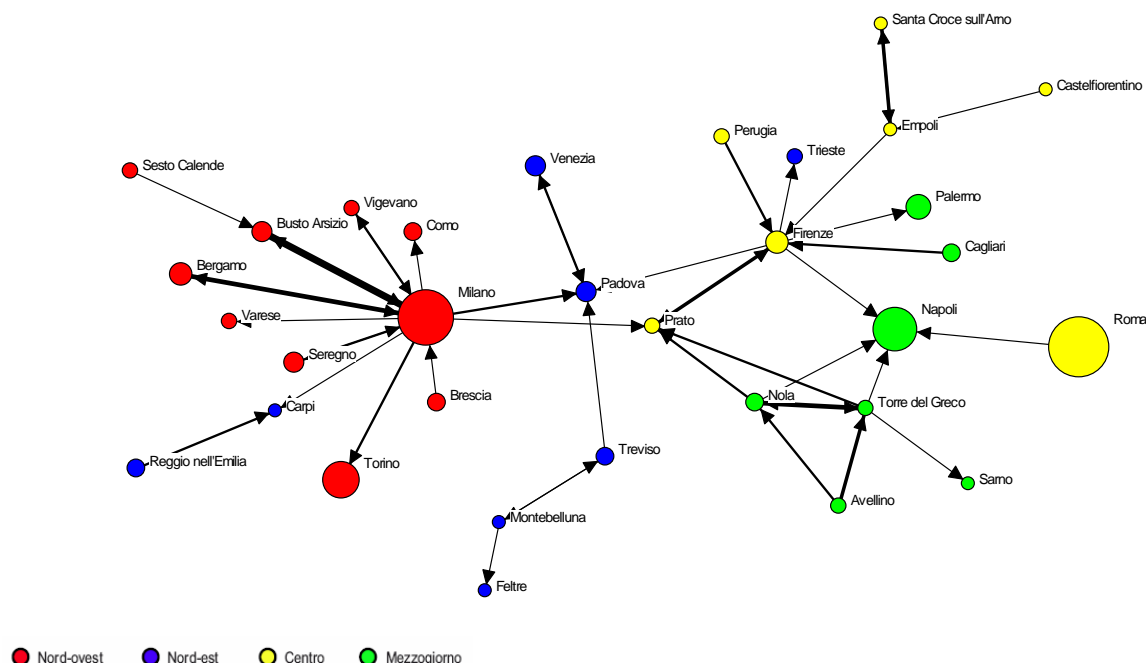 Santa Croce sull'Arno
Castelfiorentino
Empoli
Perugia
Trieste
Venezia
Sesto Calende
Palermo
Vigevano
Busto Arsizio
Como
Firenze
Cagliari
Bergamo
Milano
Padova
Napoli
Roma
Varese
Prato
Seregno
Brescia
Nola
Torre del Greco
Carpi
Treviso
Reggio nell'Emilia
Torino
Sarno
Avellino
Montebelluna
Feltre
Nord-ovest Nord-est Centro Mezzogiorno